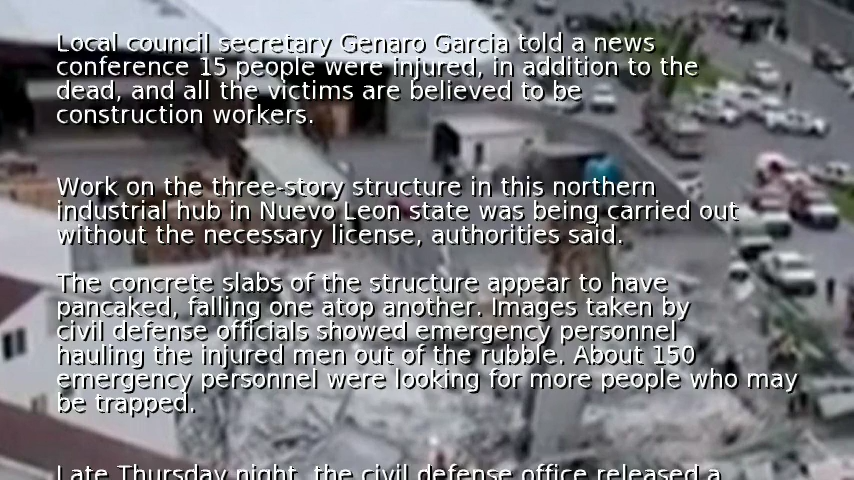 Local council secretary Genaro Garcia told a news
conference 15 people were injured, in addition to the
dead, and all the victims are believed to be
construction workers.
Work on the three-story structure in this northern
industrial hub in Nuevo Leon state was being carried out
without the necessary license, authorities said.
The concrete slabs of the structure appear to have
pancaked, falling one atop another. Images taken by
civil defense officials showed emergency personnel
hauling the injured men out of the rubble. About 150
emergency personnel were looking for more people who may
be trapped.
Late Thursday night, the civil defense office released a